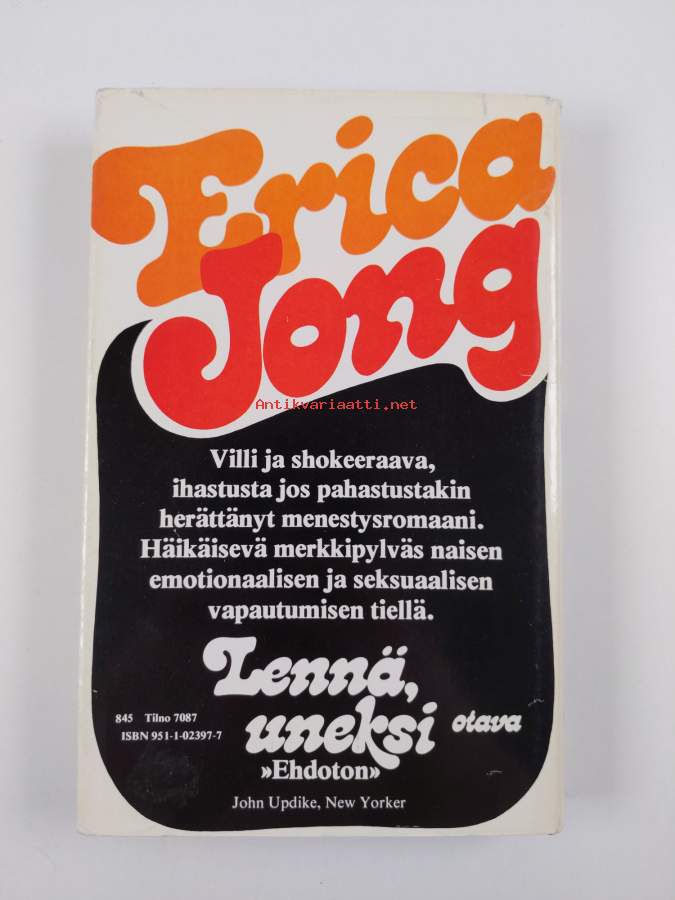 Erica
Jong
Antikvariaatti.net
Villi ja shokeeraava,
ihastusta jos pahastustakin
herättänyt menestysromaani.
Häikäisevä merkkipylväs naisen
emotionaalisen ja seksuaalisen
vapautumisen tiellä.
Lennä,
uneksi
otava
845 Tilno 7087
ISBN 951-1-02397-7
»Ehdoton»
John Updike, New Yorker